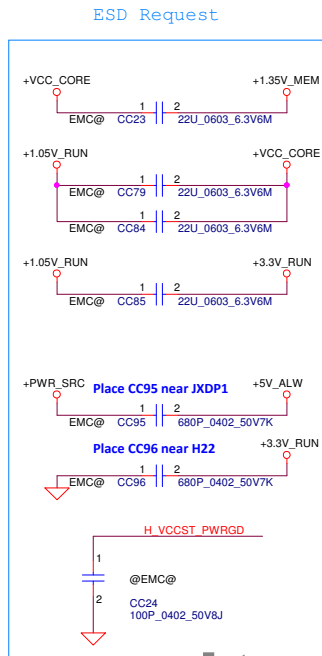 ESD Request
+VCC_CORE +1.35V_MEM
1 2
EMC@ CC23 22U_0603_6.3V6M
+1.05V_RUN +VCC_CORE
1 2
EMC@ CC79 22U_0603_6.3V6M
1 2
EMC@ CC84 22U_0603_6.3V6M
+1.05V_RUN +3.3V_RUN
1 2
EMC@ CC85 22U_0603_6.3V6M
+PWR_SRC Place CC95 near JXDP1 +5V_ALW
1 2
EMC@ CC95 680P_0402_50V7K
Place CC96 near H22 +3.3V_RUN
1 2
EMC@ CC96 680P_0402_50V7K
H_VCCST_PWRGD
1
@EMC@
2
CC24
100P_0402_50V8J